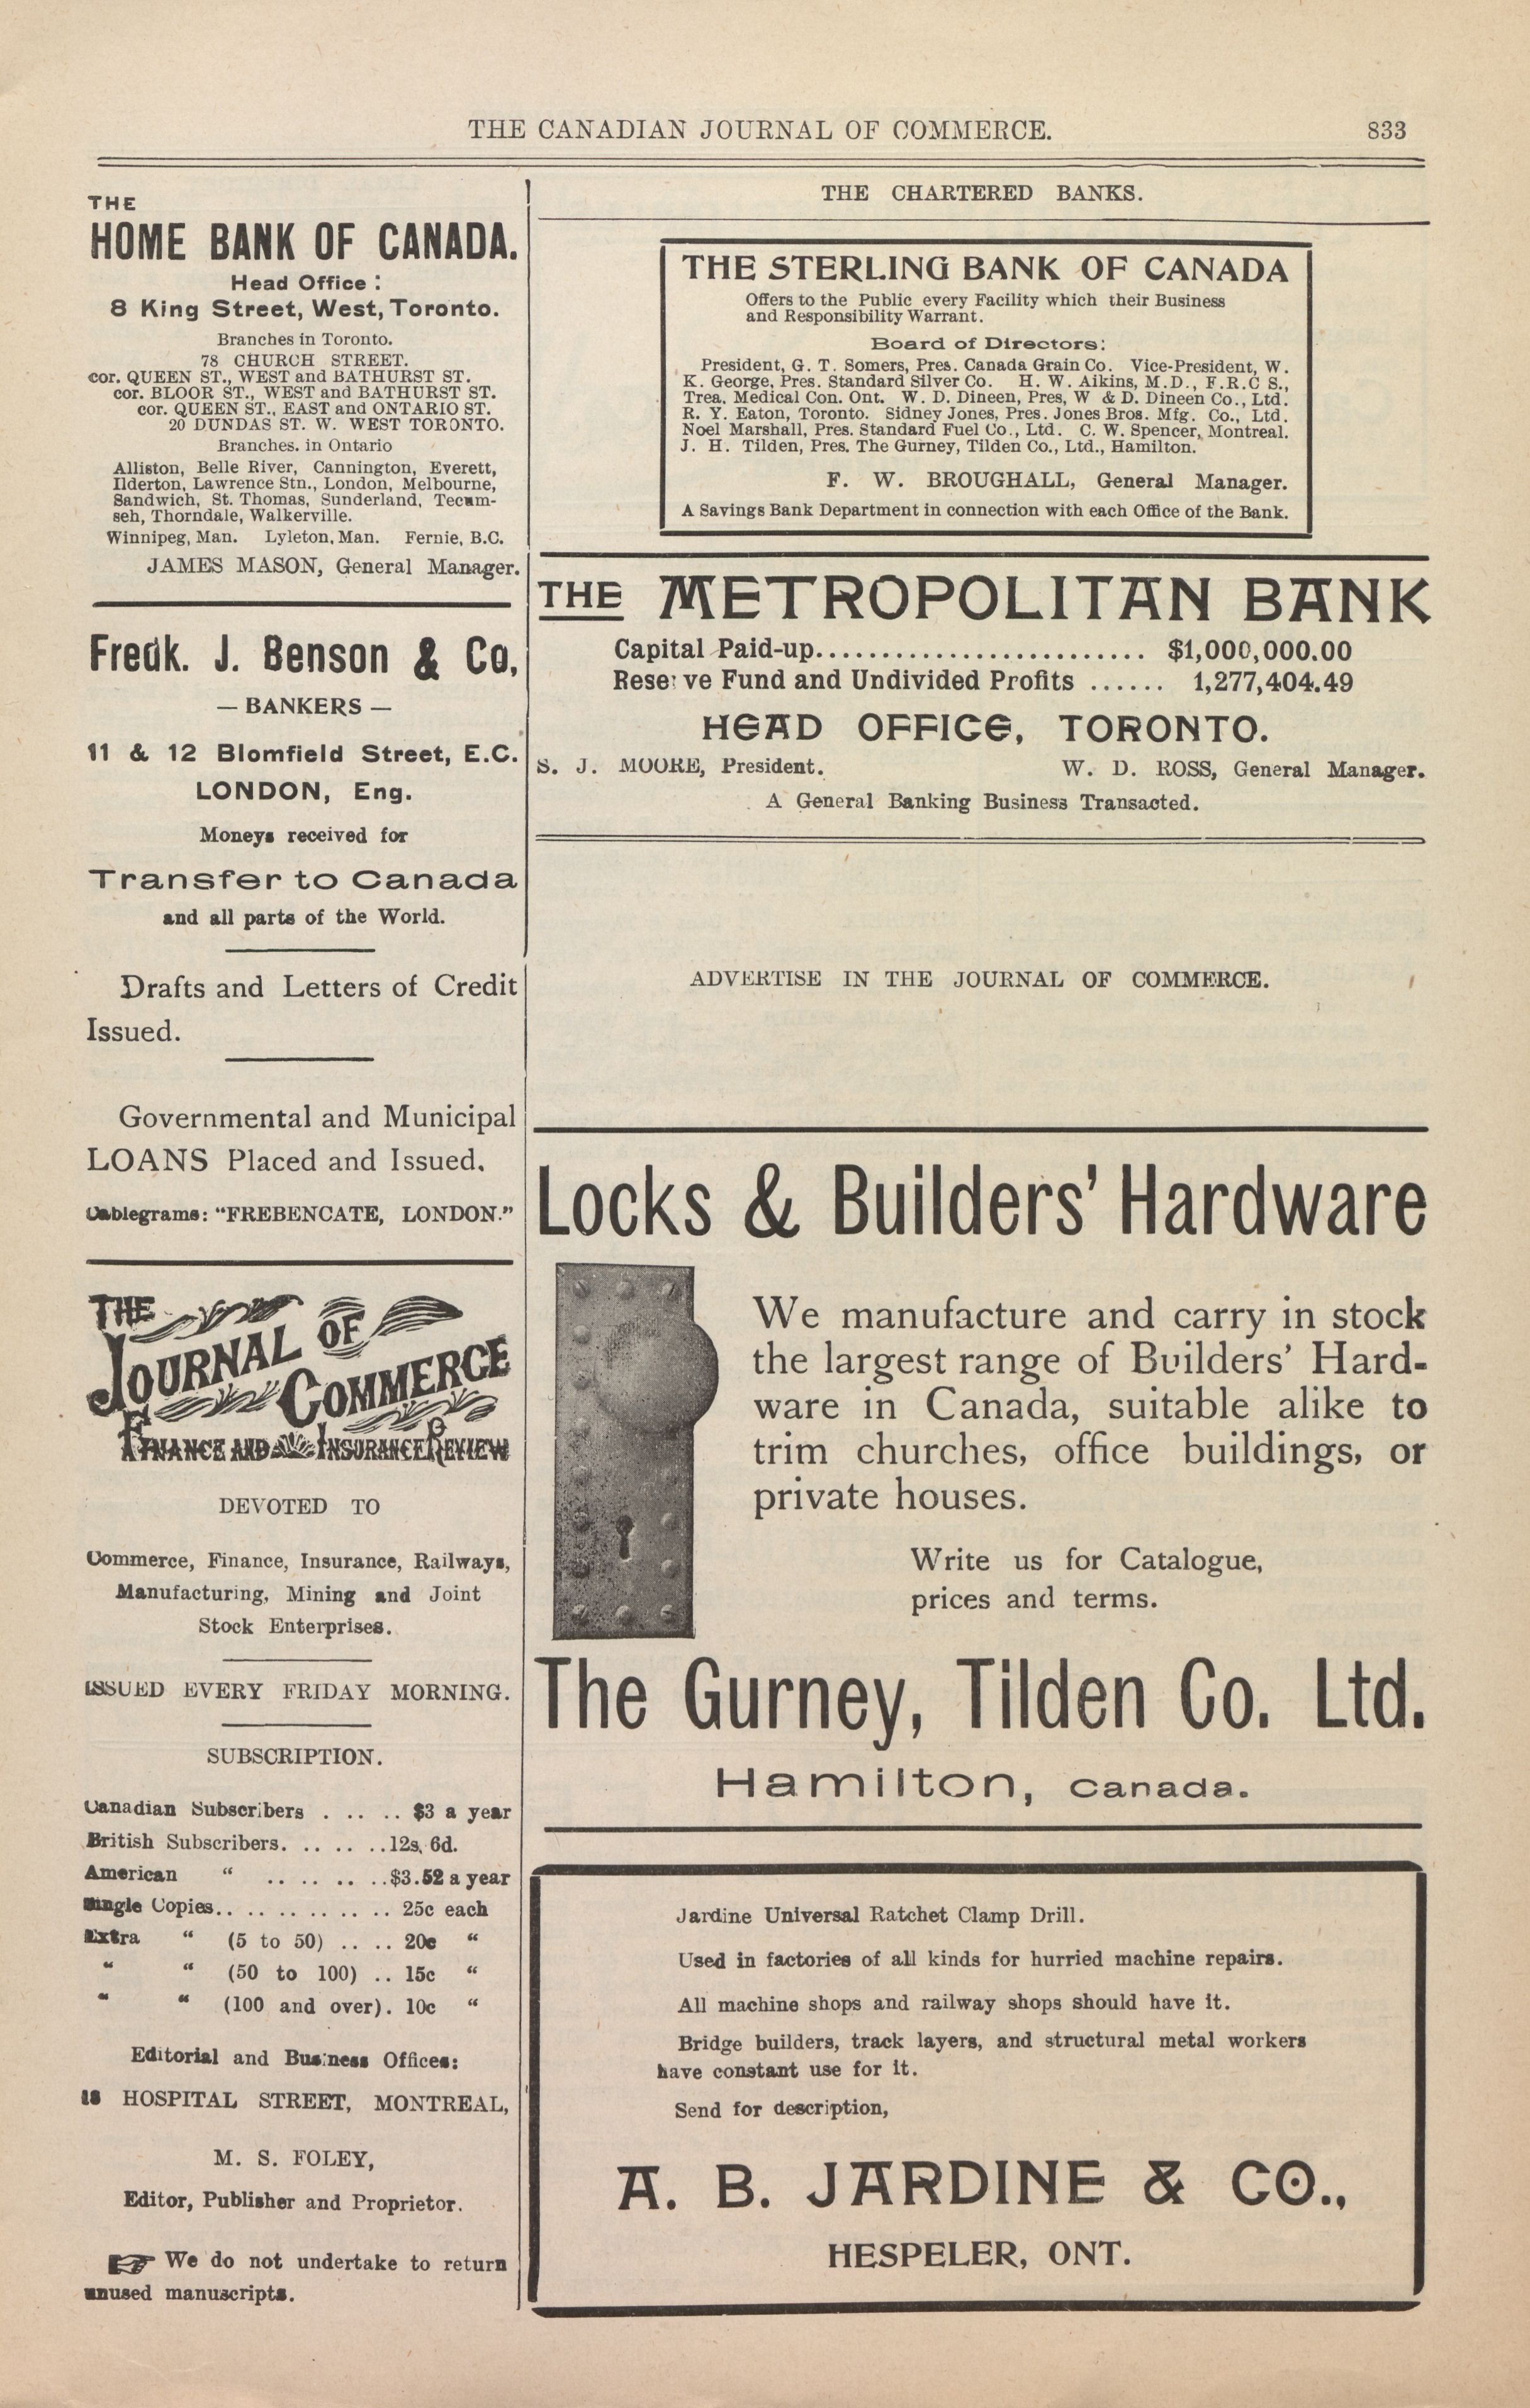 THE CANADIAN JOURNAL OF COMMERCE. 833
THE
HOME BANK OF CANADA.
Head Office :
8 King Street, West, Toronto.
Branches in Toronto.
78 CHURCH STREET.
cor. QUEEN ST., WEST and BATHURST ST.
cor. BLOOR ST., WEST and BATHURST ST.
cor. QUEEN ST., EAST and ONTARIO ST.
20 DUNDAS ST. W. WEST TORONTO.
Branches. in Ontario
Alliston, Belle River, Cannington, Everett,
Ilderton, Lawrence Stn., London, Melbourne,
Sandwich, St. Thomas, Sunderland, Tecum-
seh, Thorndale, Walkerville.
Winnipeg, Man. Lyleton, Man. Fernie, B.C.
JAMES MASON, General Manager.
Fredk. J. Benson & Co,
— BANKERS —
11 & 12 Blomfield Street, E.C.
LONDON, Eng.
Moneys received for
Transfer to Canada
and all parts of the World.
Drafts and Letters of Credit
Issued.
Governmental and Municipal
LOANS Placed and Issued.
Cablegrams: "FREBENCATE, LONDON."
THE
JOURNAL OF
COMMERCE
FINANCE AND INSURANCE REVIEW
DEVOTED TO
Commerce, Finance, Insurance, Railways,
Manufacturing, Mining and Joint
Stock Enterprises.
ISSUED EVERY FRIDAY MORNING.
SUBSCRIPTION.
Canadian Subscribers . .. .. $3 a year
British Subscribers. .. .. ..12s. 6d.
American " .. .. .. ..$3.52 a year
Single Copies.. .. .. .. .. .. 25c each
Extra " (5 to 50) .. .. 20c "
" " (50 to 100) .. 15c "
" " (100 and over). 10c "
Editorial and Business Offices:
18 HOSPITAL STREET, MONTREAL,
M. S. FOLEY,
Editor, Publisher and Proprietor.
☞ We do not undertake to return
unused manuscripts.
THE CHARTERED BANKS.
THE STERLING BANK OF CANADA
Offers to the Public every Facility which their Business
and Responsibility Warrant.
Board of Directors:
President, G. T. Somers, Pres. Canada Grain Co. Vice-President, W.
K. George, Pres. Standard Silver Co. H. W. Aikins, M.D., F.R.C S.,
Trea. Medical Con. Ont. W. D. Dineen, Pres, W & D. Dineen Co., Ltd.
R. Y. Eaton, Toronto. Sidney Jones, Pres. Jones Bros. Mfg. Co., Ltd.
Noel Marshall, Pres. Standard Fuel Co., Ltd. C. W. Spencer, Montreal.
J. H. Tilden, Pres. The Gurney, Tilden Co., Ltd., Hamilton.
F. W. BROUGHALL, General Manager.
A Savings Bank Department in connection with each Office of the Bank.
THE METROPOLITAN BANK
Capital Paid-up......................... $1,000,000.00
Reserve Fund and Undivided Profits ...... 1,277,404.49
HEAD OFFICE, TORONTO.
S. J. MOORE, President. W. D. ROSS, General Manager.
A General Banking Business Transacted.
ADVERTISE IN THE JOURNAL OF COMMERCE.
Locks & Builders' Hardware
We manufacture and carry in stock
the largest range of Builders' Hard-
ware in Canada, suitable alike to
trim churches, office buildings, or
private houses.
Write us for Catalogue,
prices and terms.
The Gurney, Tilden Co. Ltd.
Hamilton, Canada.
Jardine Universal Ratchet Clamp Drill.
Used in factories of all kinds for hurried machine repairs.
All machine shops and railway shops should have it.
Bridge builders, track layers, and structural metal workers
have constant use for it.
Send for description,
A. B. JARDINE & CO.,
HESPELER, ONT.